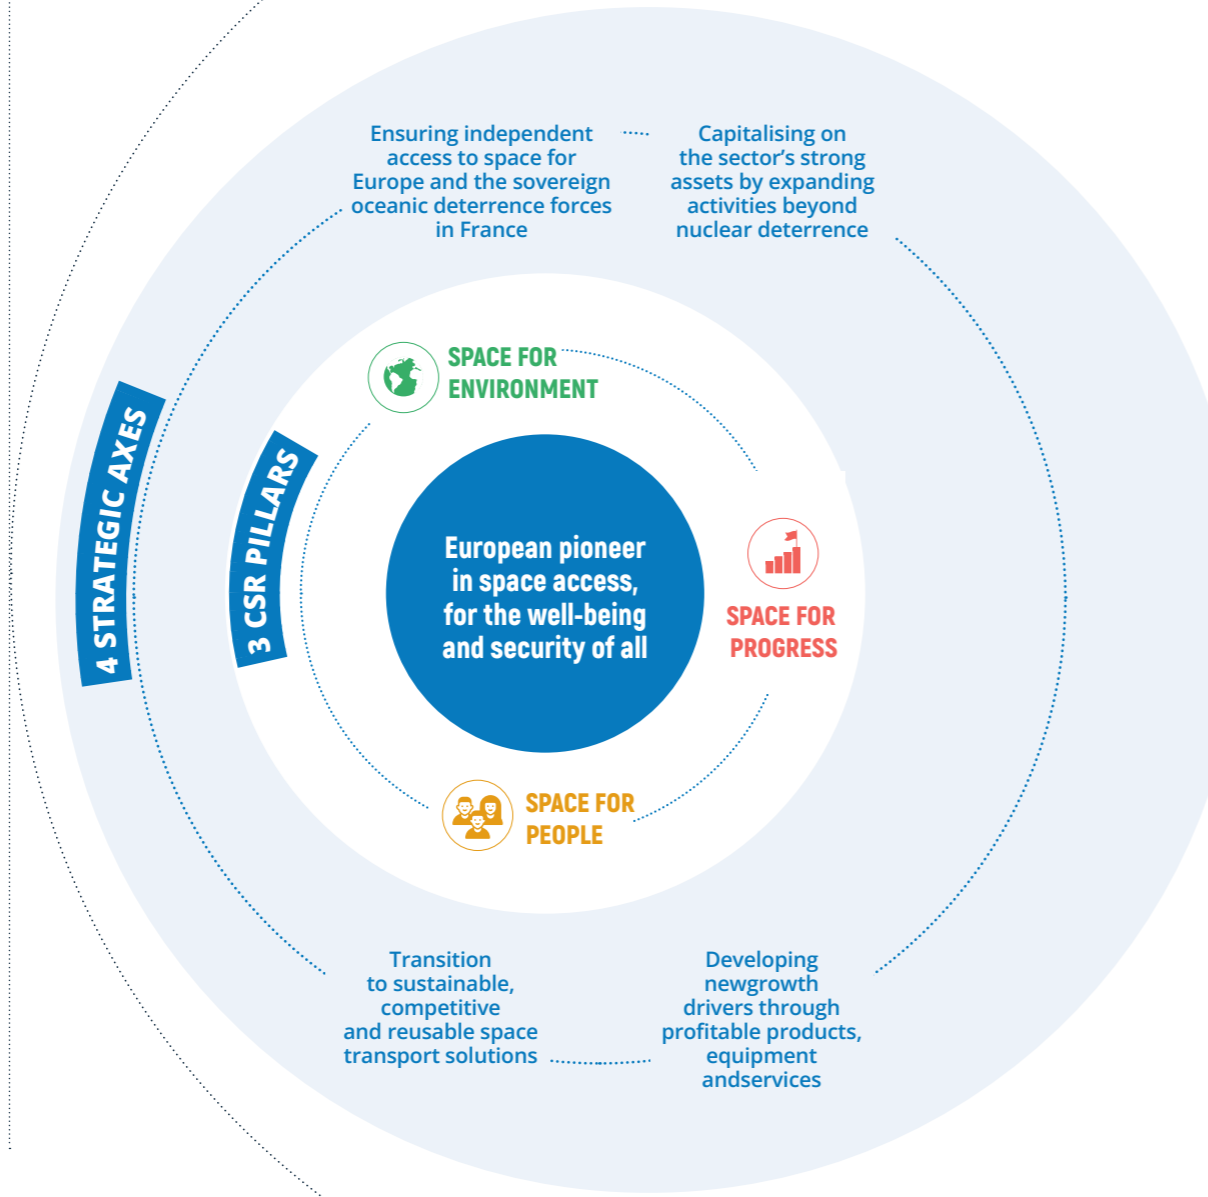 Ensuring independent
access to space for
Europe and the sovereign
oceanic deterrence forces
in France
Capitalising on
the sector's strong
assets by expanding
activities beyond
nuclear deterrence
4 STRATEGIC AXES
3 CSR PILLARS
SPACE FOR
ENVIRONMENT
European pioneer
in space access,
for the well-being
and security of all
SPACE FOR
PROGRESS
SPACE FOR
PEOPLE
Transition
to sustainable,
competitive
and reusable space
transport solutions
Developing
newgrowth
drivers through
profitable products,
equipment
andservices